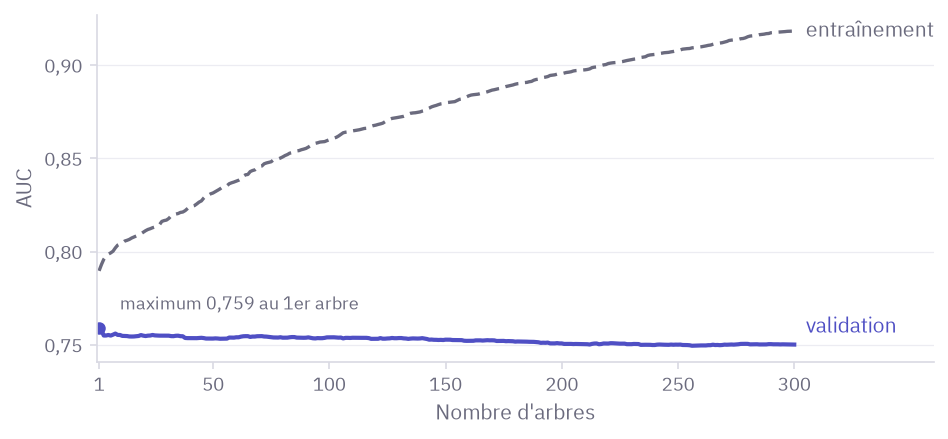 entraînement
0,90
0,85
AUC
0,80
maximum 0,759 au 1er arbre
validation
0,75
1 50 100 150 200 250 300
Nombre d'arbres